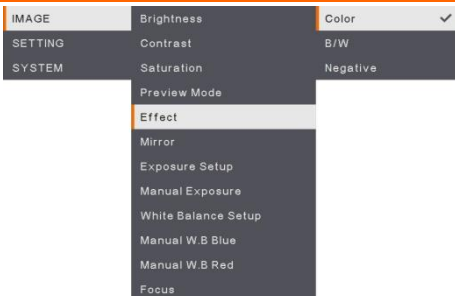 IMAGE
SETTING
SYSTEM
Brightness
Contrast
Saturation
Preview Mode
Effect
Mirror
Exposure Setup
Manual Exposure
White Balance Setup
Manual W.B Blue
Manual W.B Red
Focus
Color
B/W
Negative